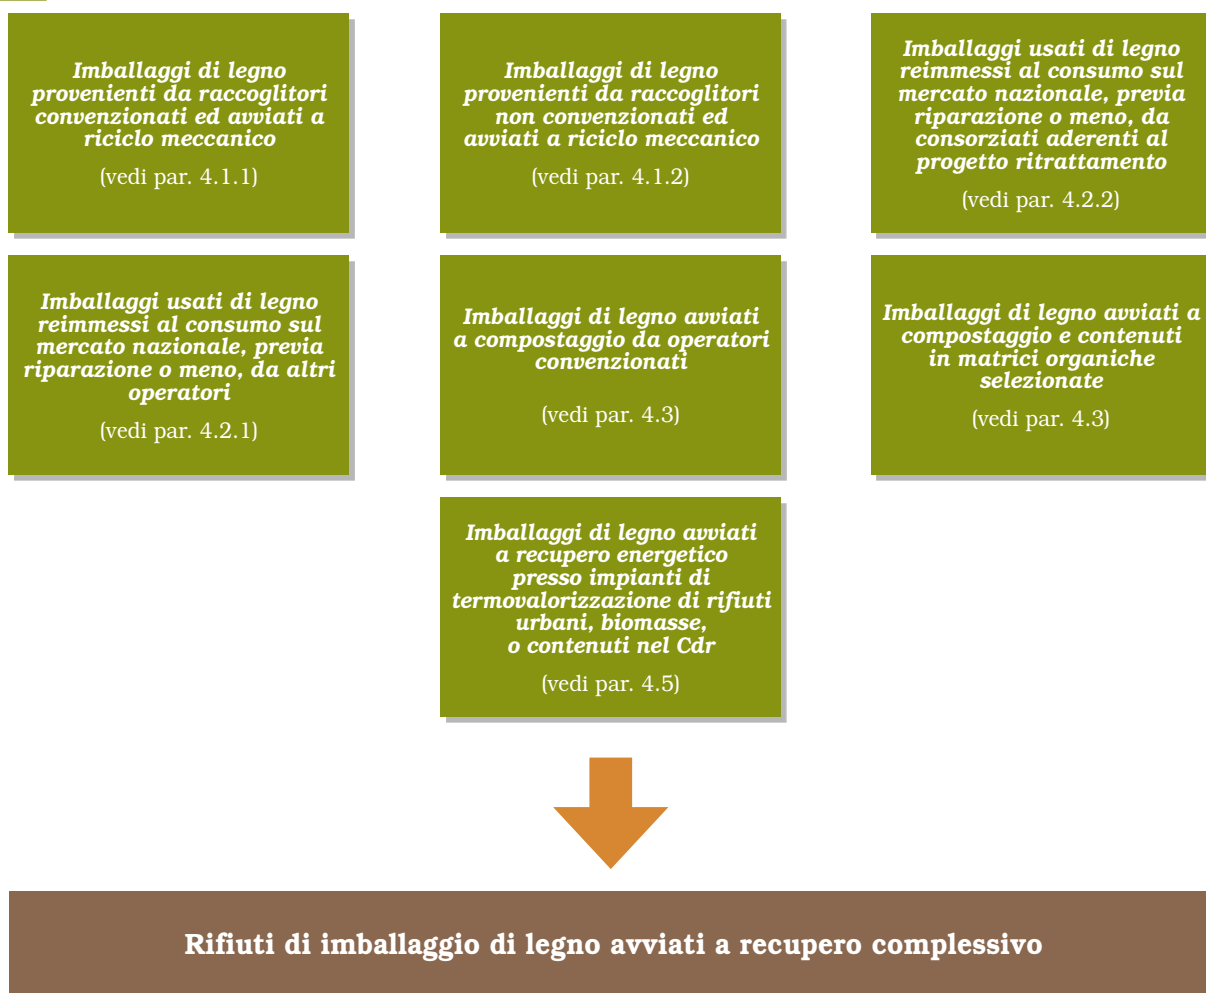 Imballaggi di legno
provenienti da raccoglitori
convenzionati ed avviati a
riciclo meccanico
(vedi par. 4.1.1)
Imballaggi di legno
provenienti da raccoglitori
non convenzionati ed
avviati a riciclo meccanico
(vedi par. 4.1.2)
Imballaggi usati di legno
reimmessi al consumo sul
mercato nazionale, previa
riparazione o meno, da
consorziati aderenti al
progetto ritrattamento
(vedi par. 4.2.2)
Imballaggi usati di legno
reimmessi al consumo sul
mercato nazionale, previa
riparazione o meno, da altri
operatori
(vedi par. 4.2.1)
Imballaggi di legno avviati
a compostaggio da operatori
convenzionati
(vedi par. 4.3)
Imballaggi di legno avviati a
compostaggio e contenuti
in matrici organiche
selezionate
(vedi par. 4.3)
Imballaggi di legno avviati
a recupero energetico
presso impianti di
termovalorizzazione di rifiuti
urbani, biomasse,
o contenuti nel Cdr
(vedi par. 4.5)
Rifiuti di imballaggio di legno avviati a recupero complessivo